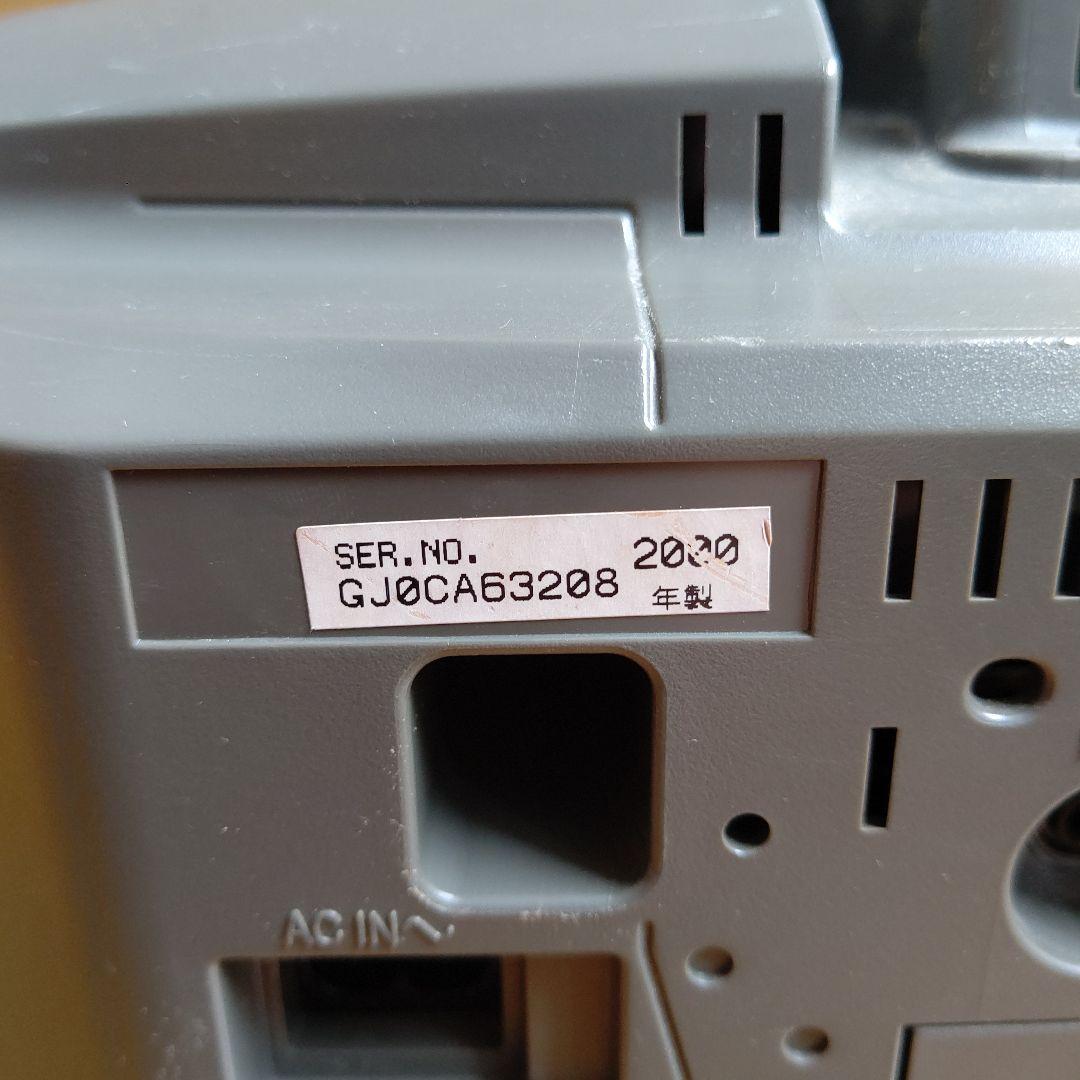 SER.NO. 2000
GJ0CA63208 年製
AC IN ~